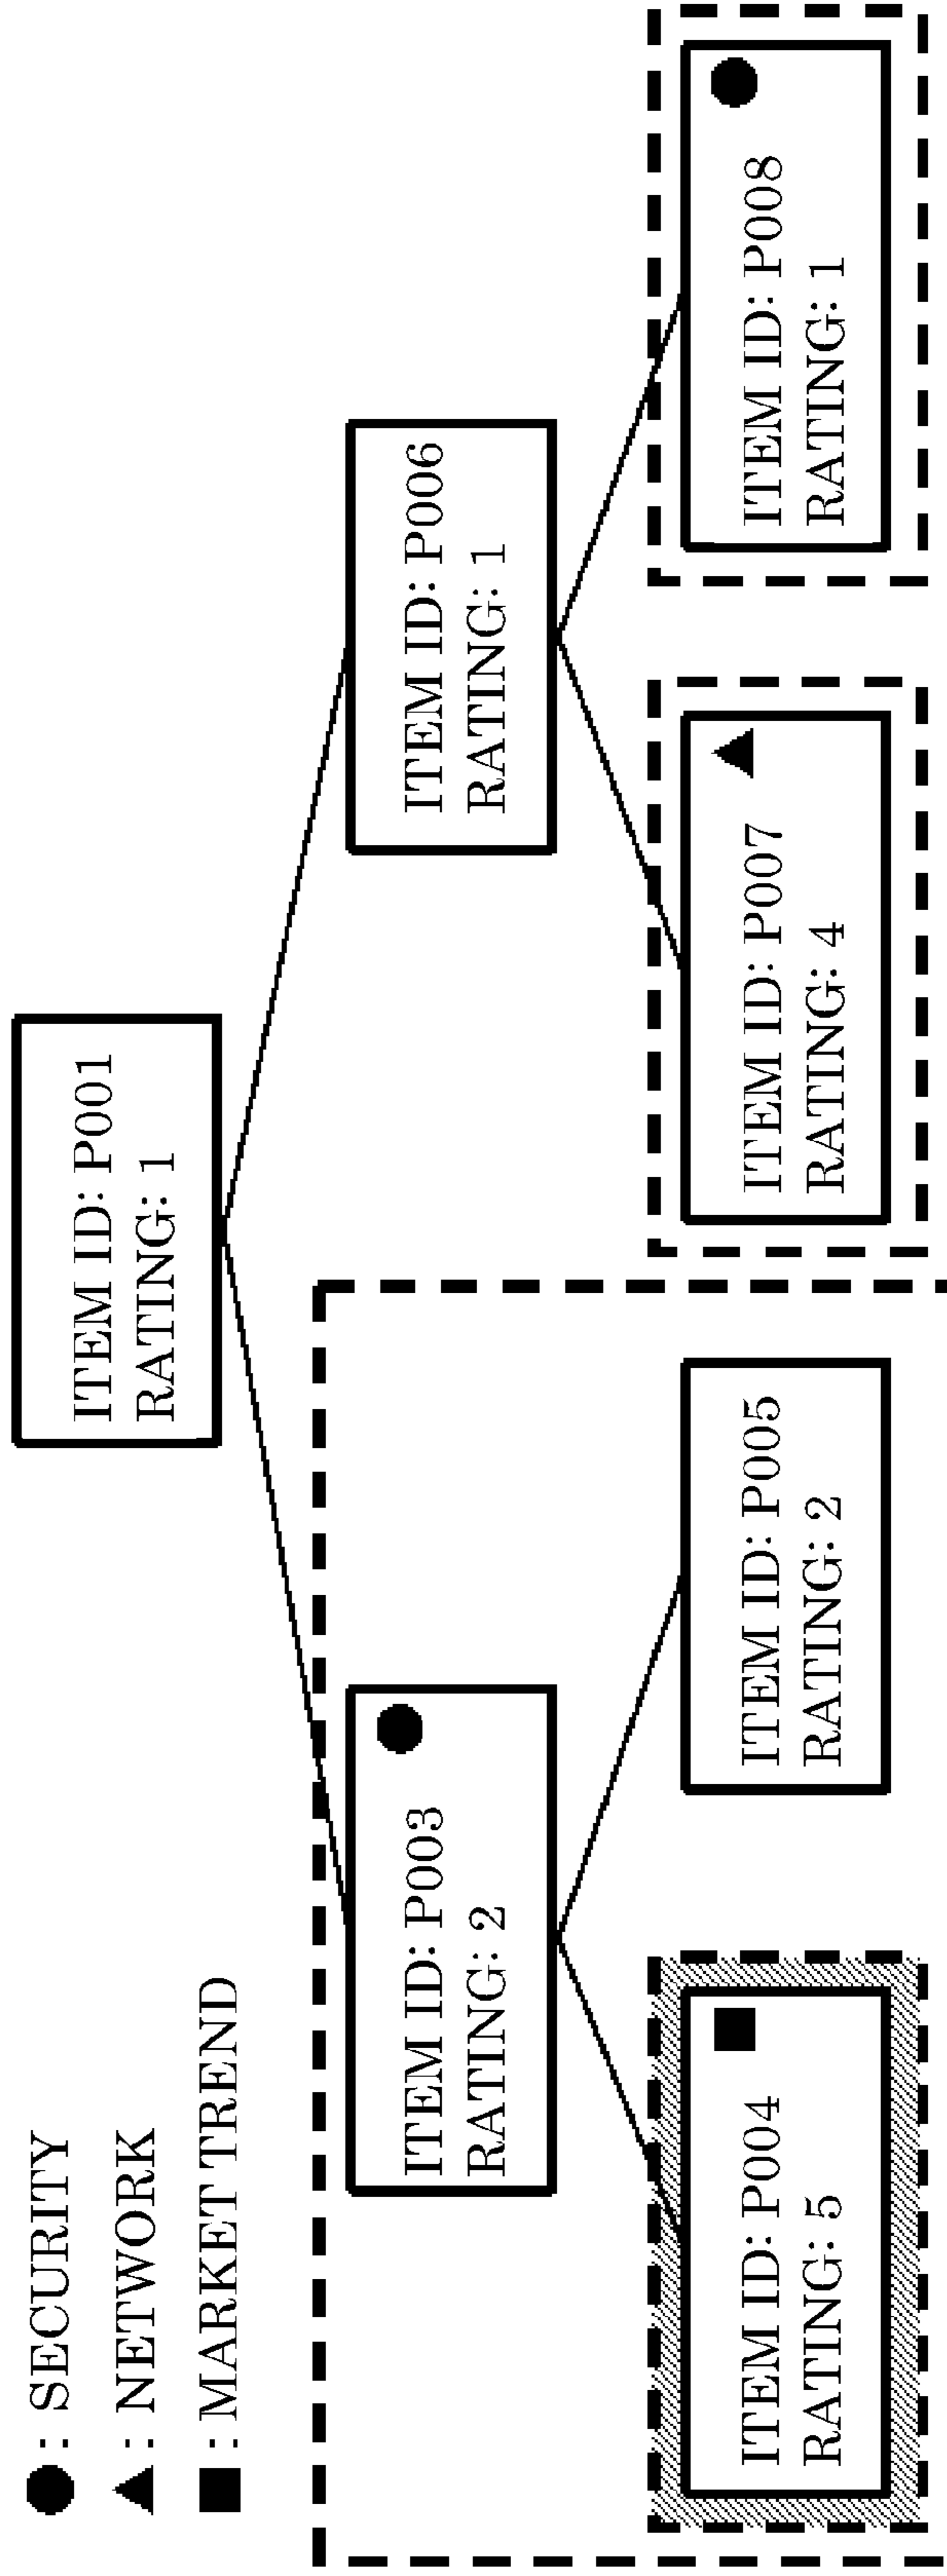 : SECURITY
: NETWORK
: MARKET TREND
ITEM ID: P001
RATING: 1
ITEM ID: P003
RATING: 2
ITEM ID: P006
RATING: 1
ITEM ID: P004
RATING: 5
ITEM ID: P005
RATING: 2
ITEM ID: P007
RATING: 4
ITEM ID: P008
RATING: 1